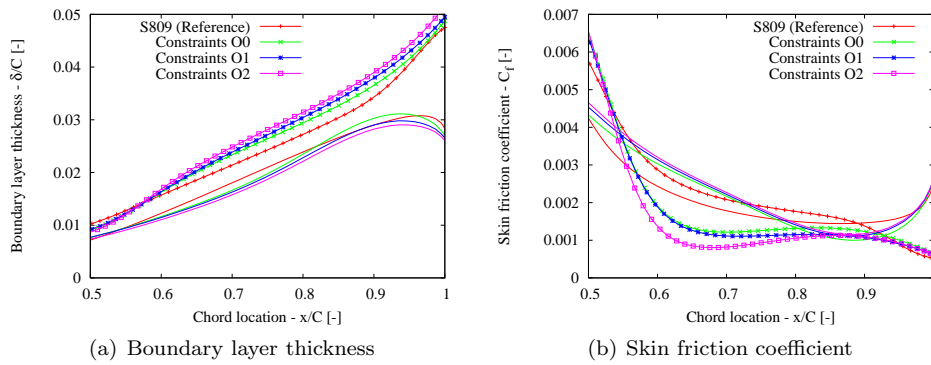 S809 (Reference)
Constraints O0
Constraints O1
Constraints O2
0.05
0.04
0.03
0.02
0.01
0
0.5 0.6 0.7 0.8 0.9 1
Boundary layer thickness - δ/C [-]
Chord location - x/C [-]
(a) Boundary layer thickness
S809 (Reference)
Constraints O0
Constraints O1
Constraints O2
0.007
0.006
0.005
0.004
0.003
0.002
0.001
0
0.5 0.6 0.7 0.8 0.9
Skin friction coefficient - Cf [-]
Chord location - x/C [-]
(b) Skin friction coefficient